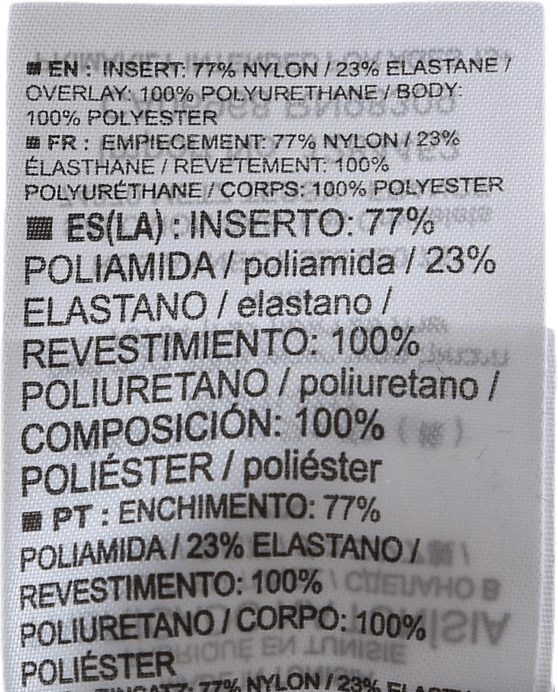 ▩ EN : INSERT: 77% NYLON / 23% ELASTANE /
OVERLAY: 100% POLYURETHANE / BODY:
100% POLYESTER
▩ FR : EMPIECEMENT: 77% NYLON / 23%
ÉLASTHANE / REVETEMENT: 100%
POLYURÉTHANE / CORPS: 100% POLYESTER
▩ ES(LA) : INSERTO: 77%
POLIAMIDA / poliamida / 23%
ELASTANO / elastano /
REVESTIMIENTO: 100%
POLIURETANO / poliuretano /
COMPOSICIÓN: 100%
POLIÉSTER / poliéster
▩ PT : ENCHIMENTO: 77%
POLIAMIDA / 23% ELASTANO /
REVESTIMENTO: 100%
POLIURETANO / CORPO: 100%
POLIÉSTER
77% NYLON / 23%